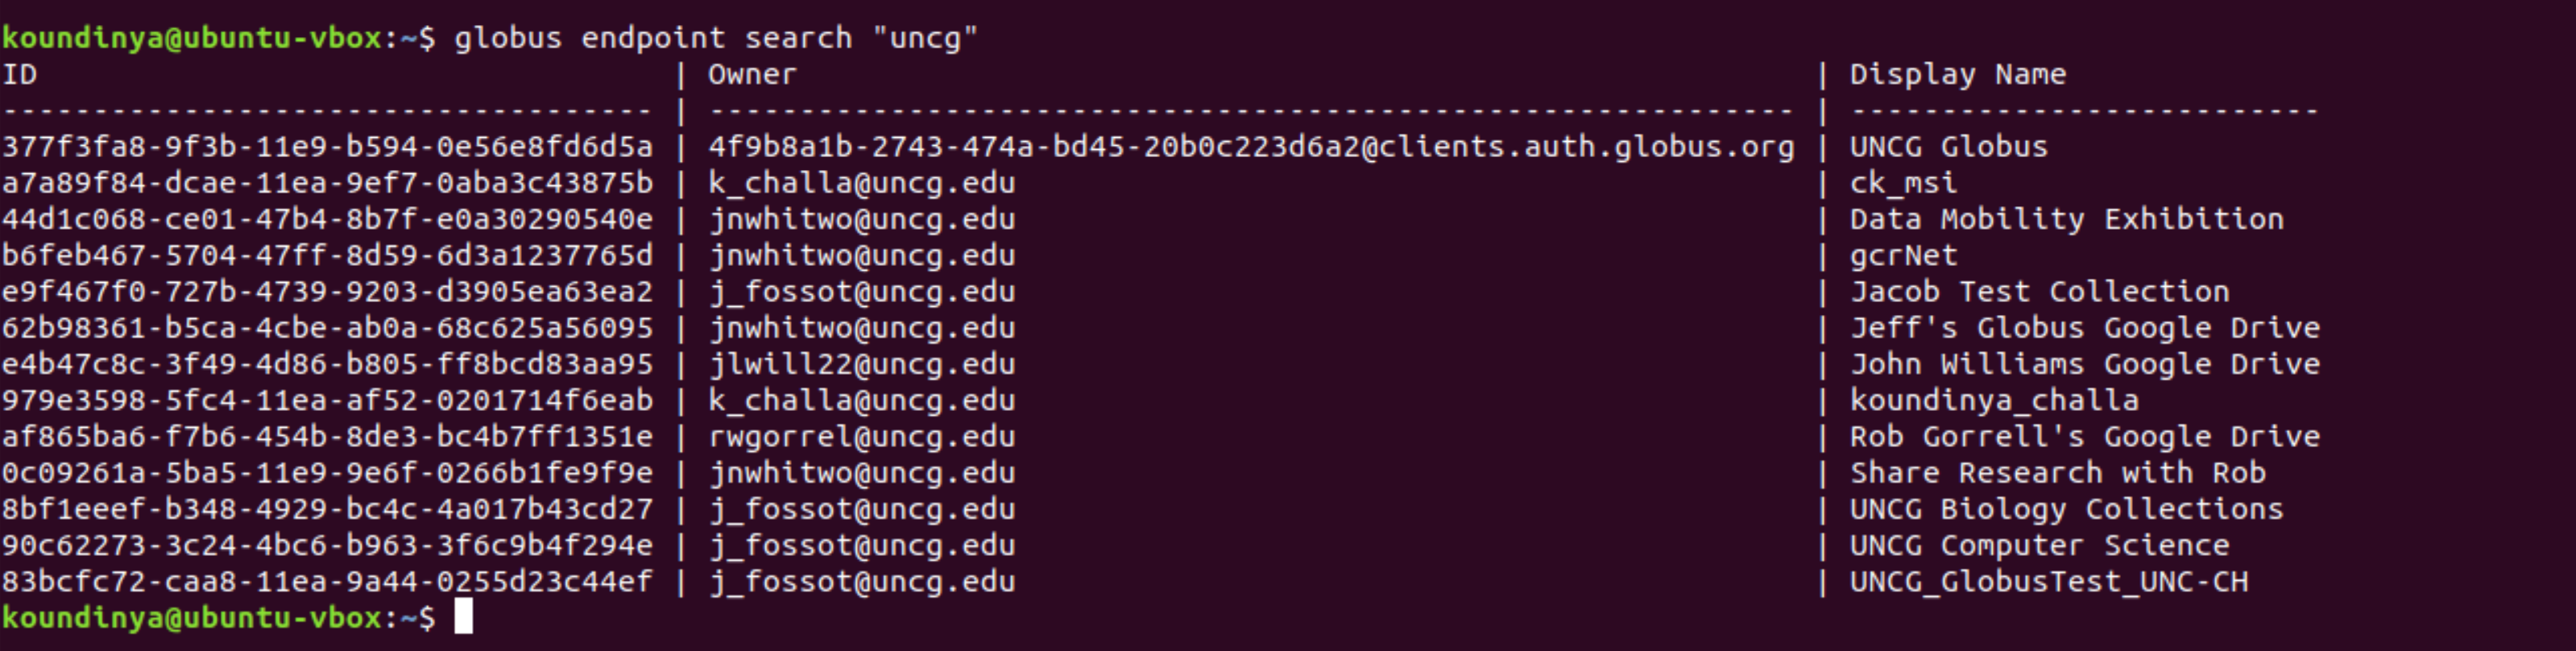 koundinya@ubuntu-vbox:~$ globus endpoint search "uncg"
ID                                   | Owner                                                        | Display Name
------------------------------------ | ------------------------------------------------------------ | --------------------------
377f3fa8-9f3b-11e9-b594-0e56e8fd6d5a | 4f9b8a1b-2743-474a-bd45-20b0c223d6a2@clients.auth.globus.org | UNCG Globus
a7a89f84-dcae-11ea-9ef7-0aba3c43875b | k_challa@uncg.edu                                            | ck_msi
44d1c068-ce01-47b4-8b7f-e0a30290540e | jnwhitwo@uncg.edu                                            | Data Mobility Exhibition
b6feb467-5704-47ff-8d59-6d3a1237765d | jnwhitwo@uncg.edu                                            | gcrNet
e9f467f0-727b-4739-9203-d3905ea63ea2 | j_fossot@uncg.edu                                            | Jacob Test Collection
62b98361-b5ca-4cbe-ab0a-68c625a56095 | jnwhitwo@uncg.edu                                            | Jeff's Globus Google Drive
e4b47c8c-3f49-4d86-b805-ff8bcd83aa95 | jlwill22@uncg.edu                                            | John Williams Google Drive
979e3598-5fc4-11ea-af52-0201714f6eab | k_challa@uncg.edu                                            | koundinya_challa
af865ba6-f7b6-454b-8de3-bc4b7ff1351e | rwgorrel@uncg.edu                                            | Rob Gorrell's Google Drive
0c09261a-5ba5-11e9-9e6f-0266b1fe9f9e | jnwhitwo@uncg.edu                                            | Share Research with Rob
8bf1eeef-b348-4929-bc4c-4a017b43cd27 | j_fossot@uncg.edu                                            | UNCG Biology Collections
90c62273-3c24-4bc6-b963-3f6c9b4f294e | j_fossot@uncg.edu                                            | UNCG Computer Science
83bcfc72-caa8-11ea-9a44-0255d23c44ef | j_fossot@uncg.edu                                            | UNCG_GlobusTest_UNC-CH
koundinya@ubuntu-vbox:~$